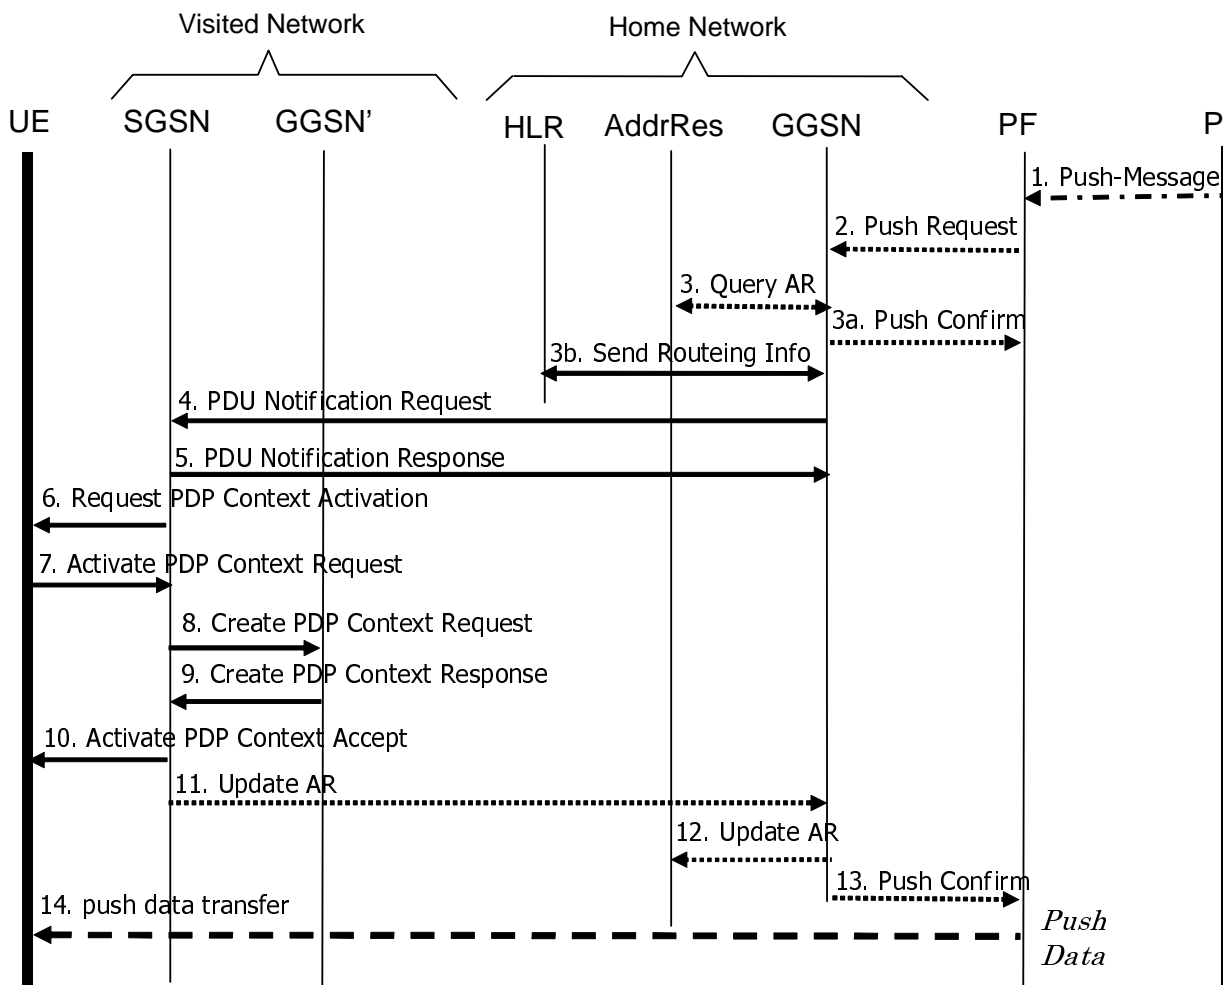 Visited Network
Home Network
UE
SGSN
GGSN’
HLR
AddrRes
GGSN
PF
P
1. Push-Message
2. Push Request
3. Query AR
3a. Push Confirm
3b. Send Routeing Info
4. PDU Notification Request
5. PDU Notification Response
6. Request PDP Context Activation
7. Activate PDP Context Request
8. Create PDP Context Request
9. Create PDP Context Response
10. Activate PDP Context Accept
11. Update AR
12. Update AR
13. Push Confirm
14. push data transfer
Push
Data